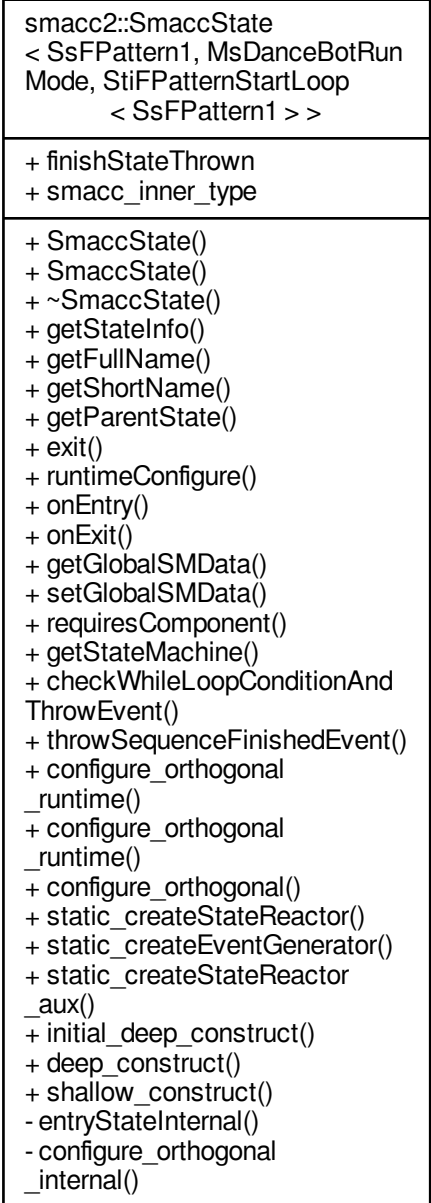 smacc2::SmaccState
< SsFPattern1, MsDanceBotRun
Mode, StiFPatternStartLoop
< SsFPattern1 > >
+ finishStateThrown
+ smacc_inner_type
+ SmaccState()
+ SmaccState()
+ ~SmaccState()
+ getStateInfo()
+ getFullName()
+ getShortName()
+ getParentState()
+ exit()
+ runtimeConfigure()
+ onEntry()
+ onExit()
+ getGlobalSMData()
+ setGlobalSMData()
+ requiresComponent()
+ getStateMachine()
+ checkWhileLoopConditionAnd
ThrowEvent()
+ throwSequenceFinishedEvent()
+ configure_orthogonal
_runtime()
+ configure_orthogonal
_runtime()
+ configure_orthogonal()
+ static_createStateReactor()
+ static_createEventGenerator()
+ static_createStateReactor
_aux()
+ initial_deep_construct()
+ deep_construct()
+ shallow_construct()
- entryStateInternal()
- configure_orthogonal
_internal()